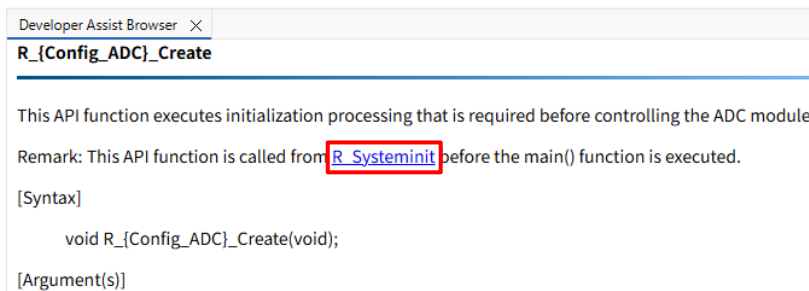 Developer Assist Browser
R_{Config_ADC}_Create
This API function executes initialization processing that is required before controlling the ADC module
Remark: This API function is called from R_Systeminit before the main() function is executed.
[Syntax]
void R_{Config_ADC}_Create(void);
[Argument(s)]